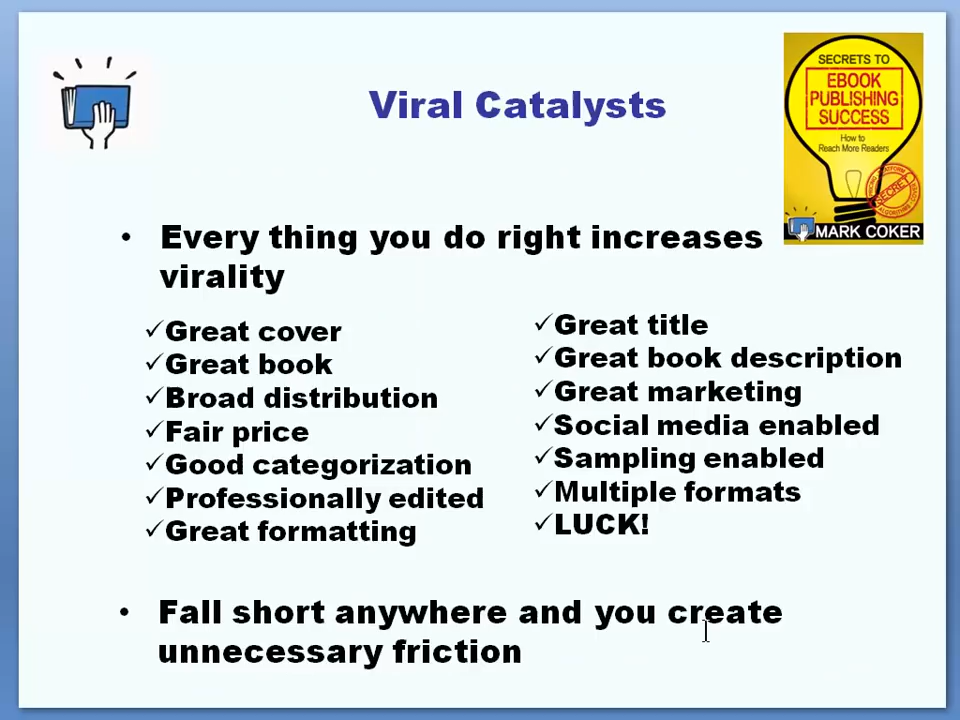 Viral Catalysts
SECRETS TO
EBOOK
PUBLISHING
SUCCESS
How to
Reach More Readers
SECRET
MARK COKER
• Every thing you do right increases
virality
✓Great cover
✓Great book
✓Broad distribution
✓Fair price
✓Good categorization
✓Professionally edited
✓Great formatting
✓Great title
✓Great book description
✓Great marketing
✓Social media enabled
✓Sampling enabled
✓Multiple formats
✓LUCK!
• Fall short anywhere and you create
unnecessary friction